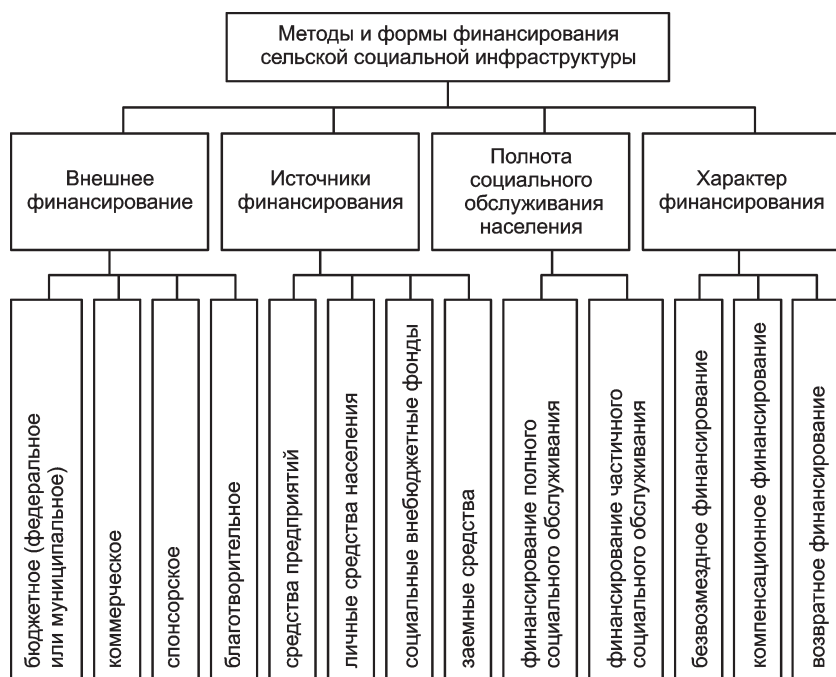 Методы и формы финансирования
сельской социальной инфраструктуры
Внешнее
финансирование
Источники
финансирования
Полнота
социального
обслуживания
населения
Характер
финансирования
бюджетное (федеральное
или муниципальное)
коммерческое
спонсорское
благотворительное
средства предприятий
личные средства населения
социальные внебюджетные фонды
заемные средства
финансирование полного
социального обслуживания
финансирование частичного
социального обслуживания
безвозмездное финансирование
компенсационное финансирование
возвратное финансирование